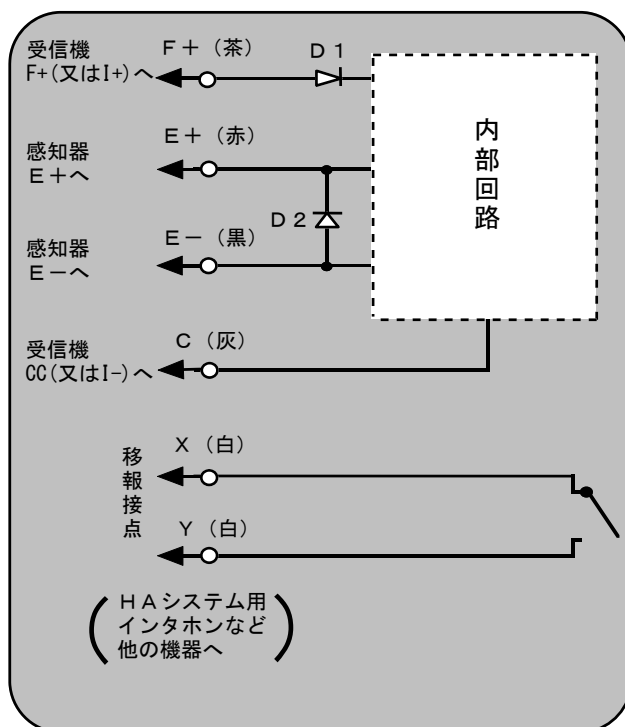 受信機
F+(又はI+)へ
F＋（茶）
D１
内部回路
感知器
E＋へ
E＋（赤）
D２
感知器
E－へ
E－（黒）
受信機
CC(又はI-)へ
C（灰）
移報接点
X（白）
Y（白）
HAシステム用
インタホンなど
他の機器へ